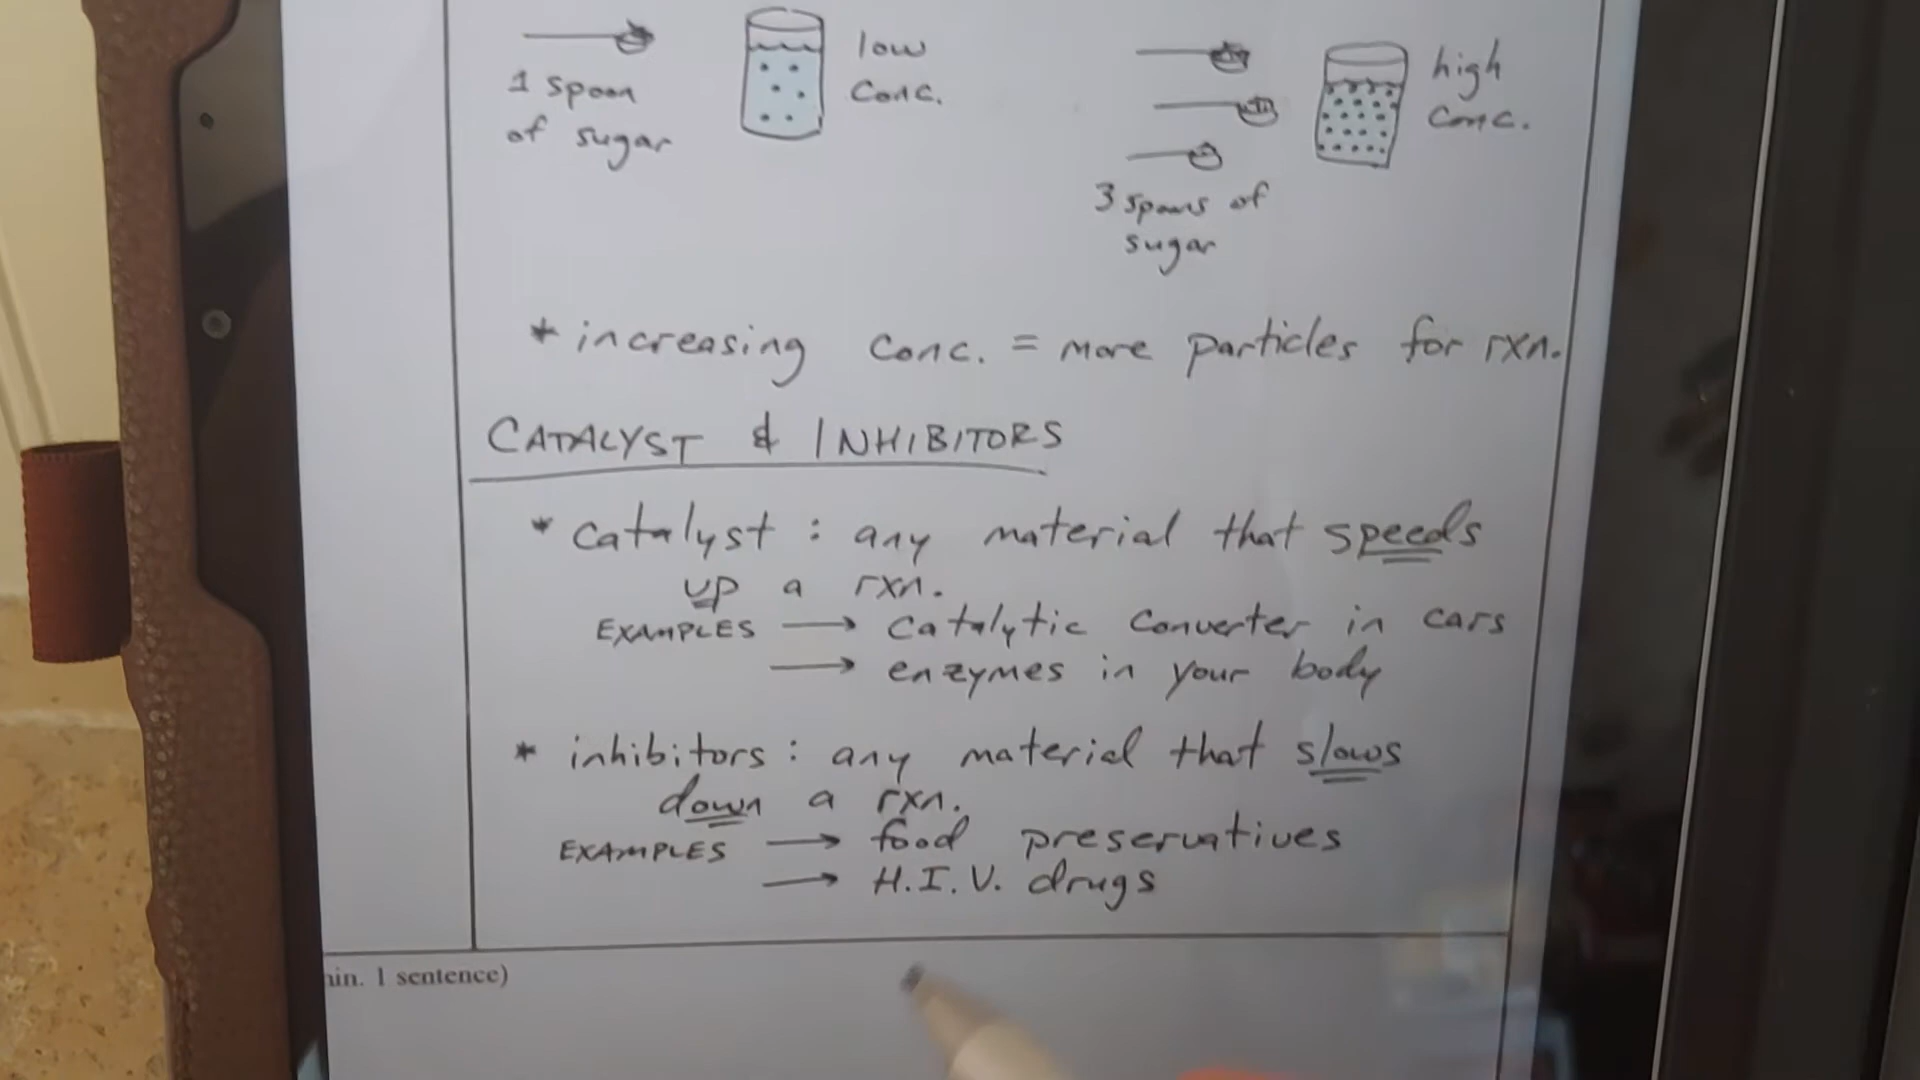 1 spoon
of sugar
low
conc.
3 spoons of
sugar
high
conc.
* increasing conc. = more particles for rxn.
CATALYST & INHIBITORS
* catalyst : any material that speeds
up a rxn.
EXAMPLES → catalytic converter in cars
→ enzymes in your body
* inhibitors : any material that slows
down a rxn.
EXAMPLES → food preservatives
→ H.I.V. drugs
1 sentence)